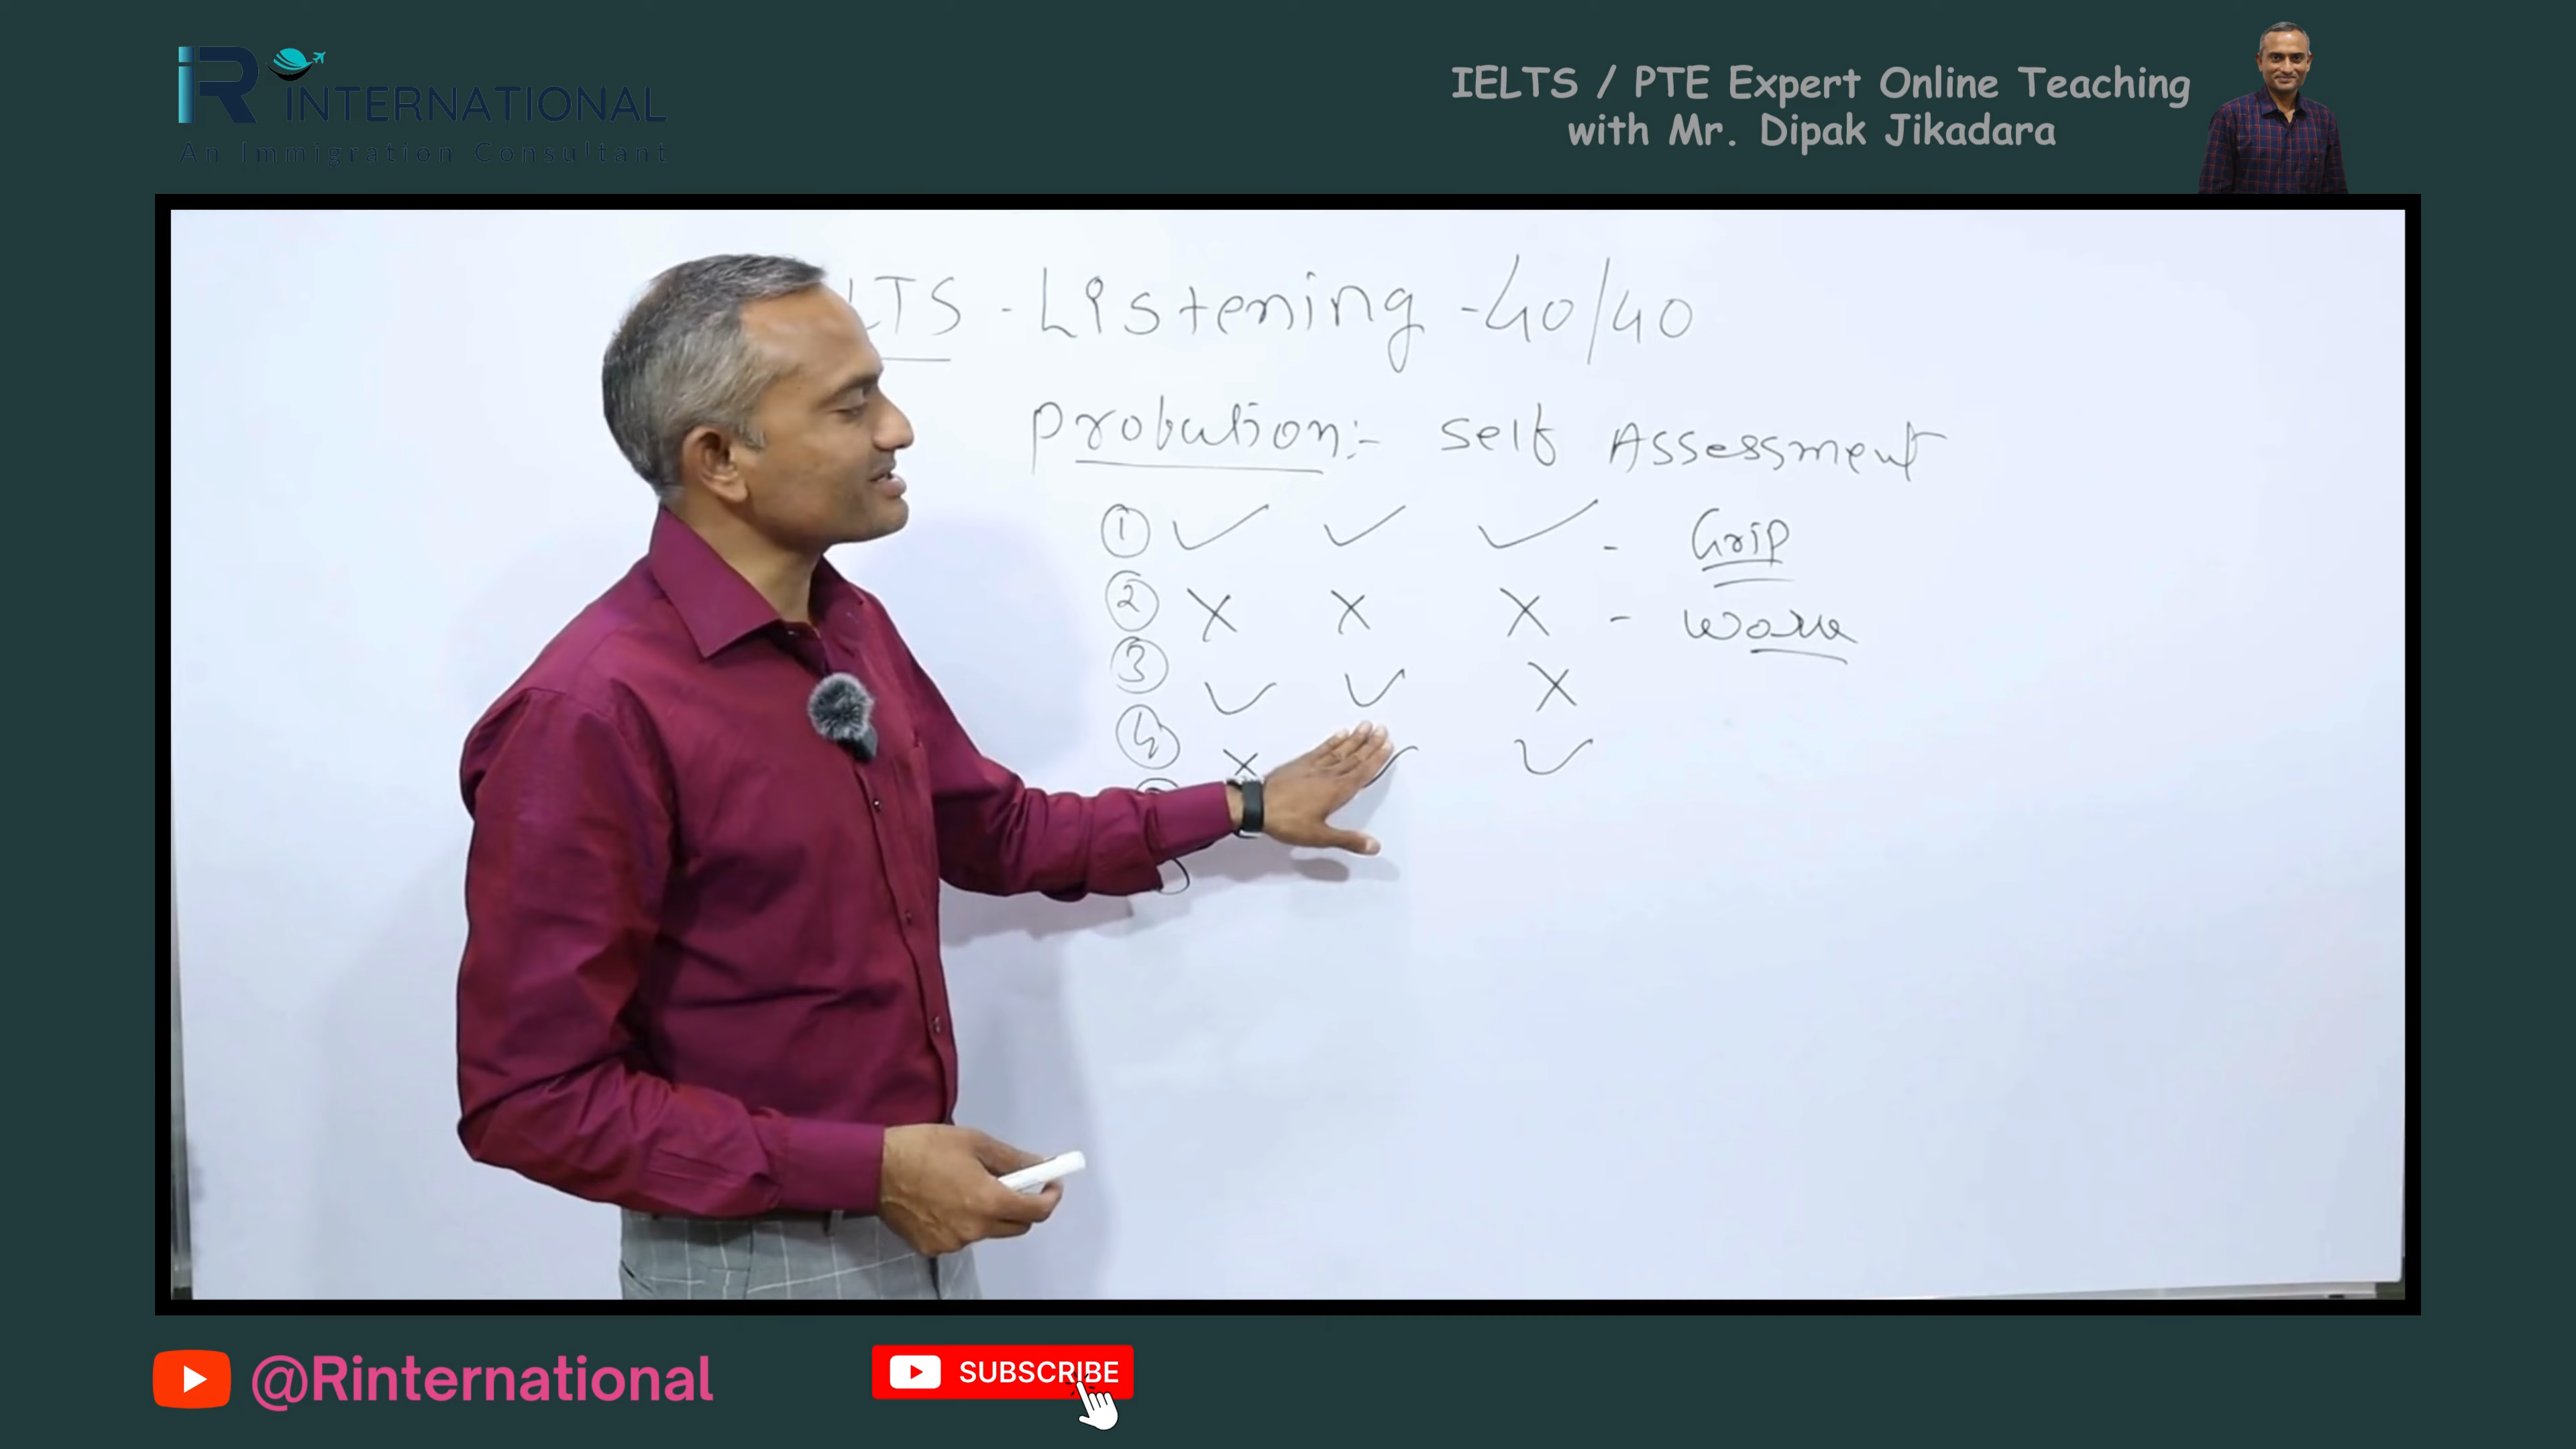 iR INTERNATIONAL
An Immigration Consultant
IELTS / PTE Expert Online Teaching
with Mr. Dipak Jikadara
LTS - Listening - 40/40
Probation:- Self Assessment
① ✓ ✓ ✓ - Grip
② X X X - Work
③ ✓ ✓ X
④ X ✓ ✓
@Rinternational
SUBSCRIBE